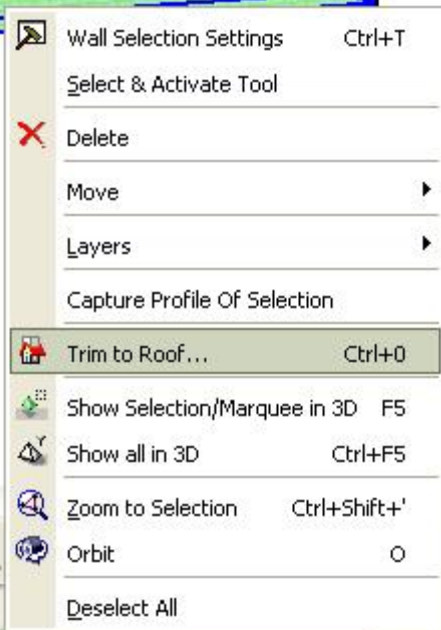 Wall Selection Settings Ctrl+T
Select & Activate Tool
Delete
Move
Layers
Capture Profile Of Selection
Trim to Roof... Ctrl+0
Show Selection/Marquee in 3D F5
Show all in 3D Ctrl+F5
Zoom to Selection Ctrl+Shift+'
Orbit O
Deselect All